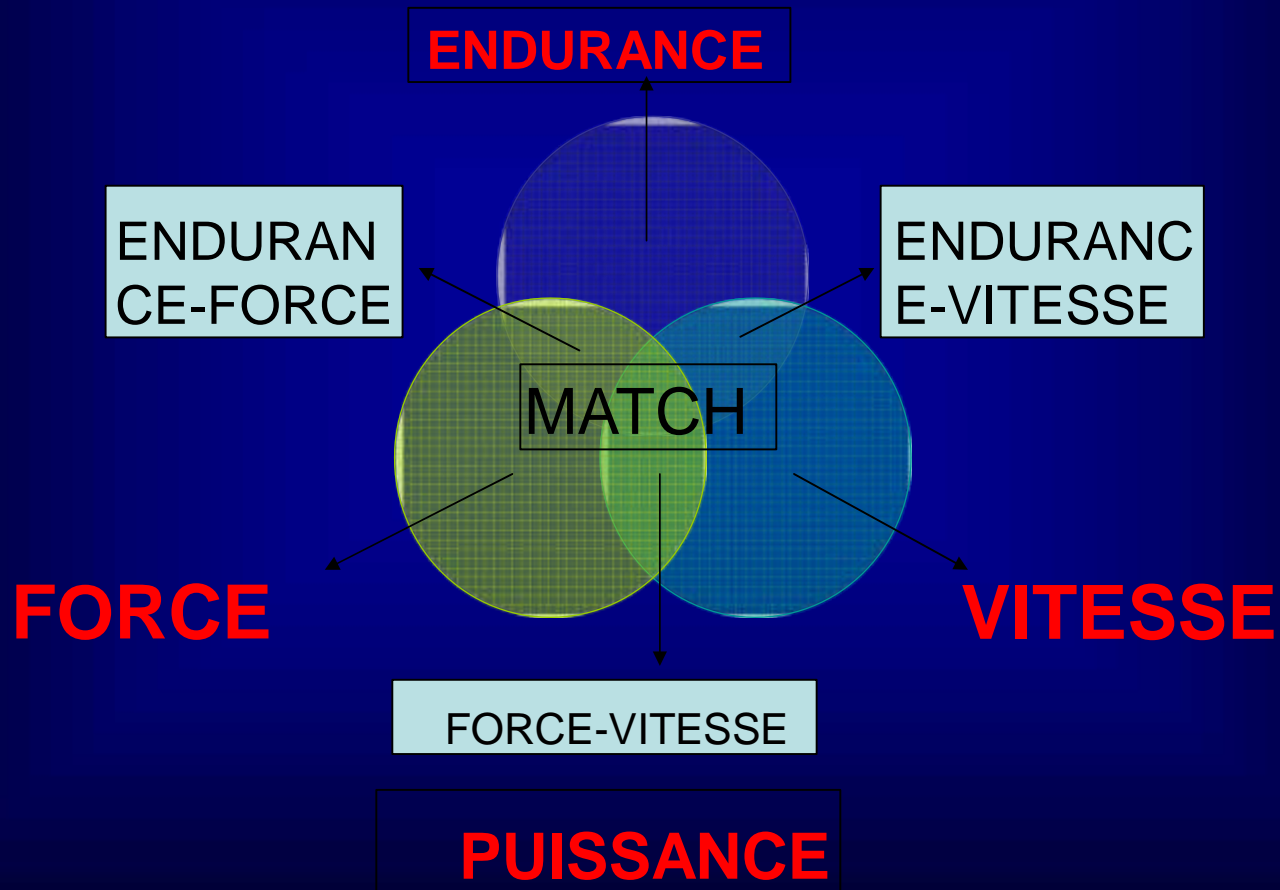 ENDURANCE
ENDURAN
CE-FORCE
ENDURANC
E-VITESSE
MATCH
FORCE
VITESSE
FORCE-VITESSE
PUISSANCE